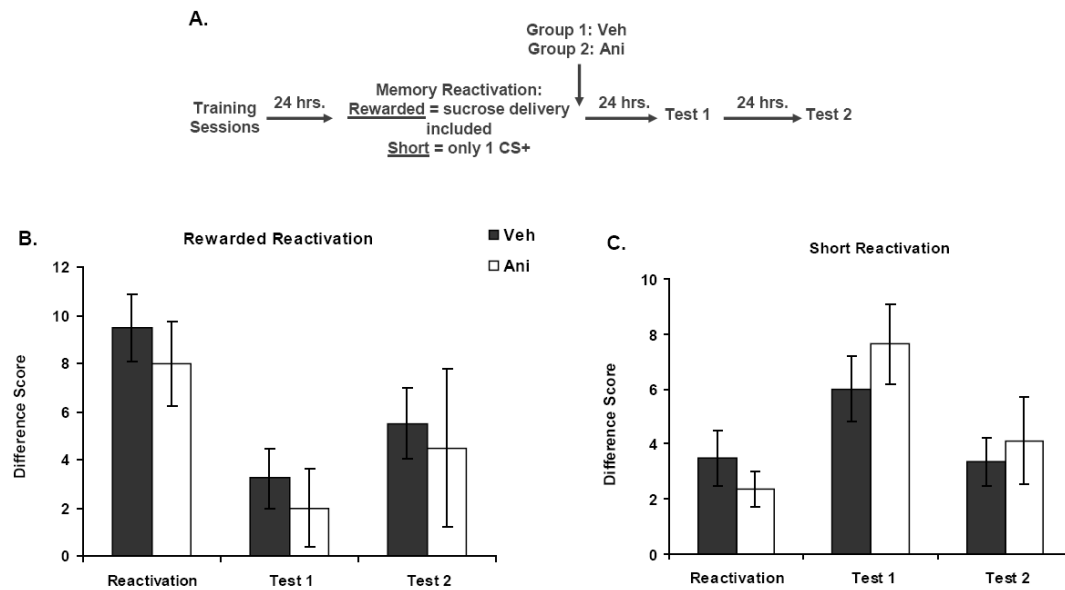 A.
Group 1: Veh
Group 2: Ani
Training
Sessions
24 hrs.
Memory Reactivation:
Rewarded = sucrose delivery
included
Short = only 1 CS+
24 hrs.
Test 1
24 hrs.
Test 2
B.
Rewarded Reactivation
Veh
Ani
Difference Score
12
10
8
6
4
2
0
Reactivation
Test 1
Test 2
C.
Short Reactivation
Difference Score
10
8
6
4
2
0
Reactivation
Test 1
Test 2